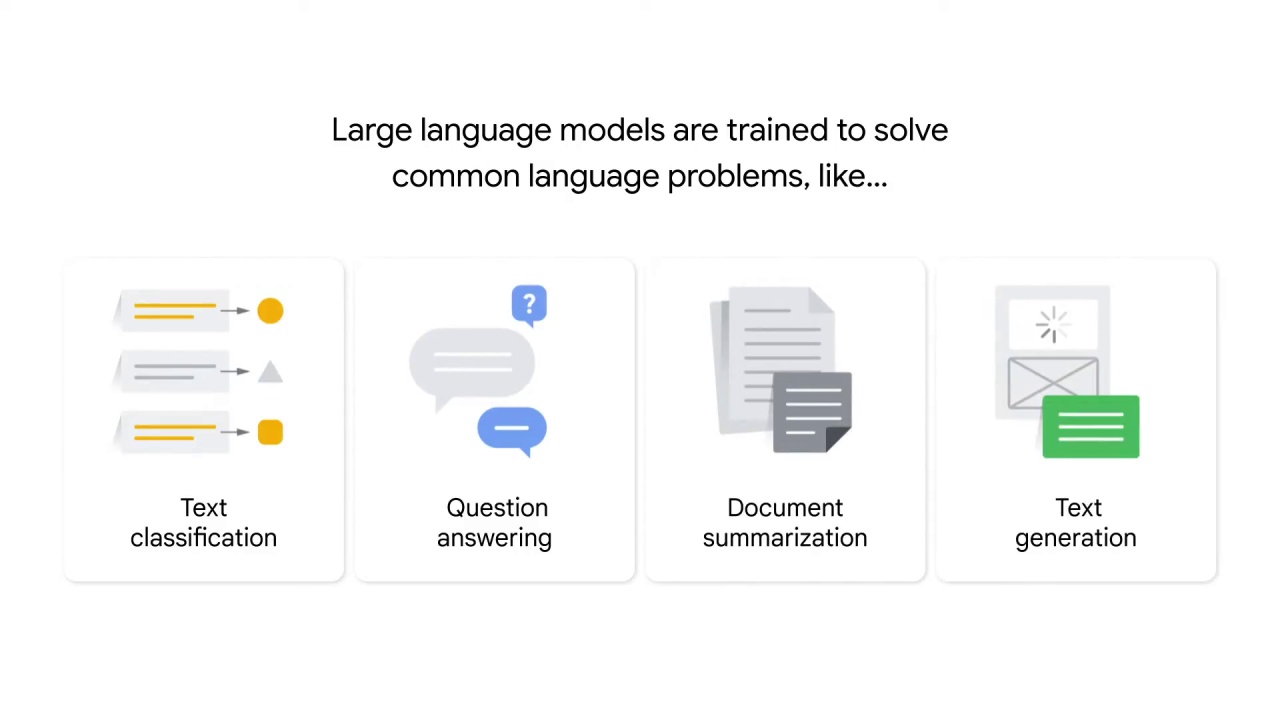 Large language models are trained to solve
common language problems, like...
?
Text
classification
Question
answering
Document
summarization
Text
generation